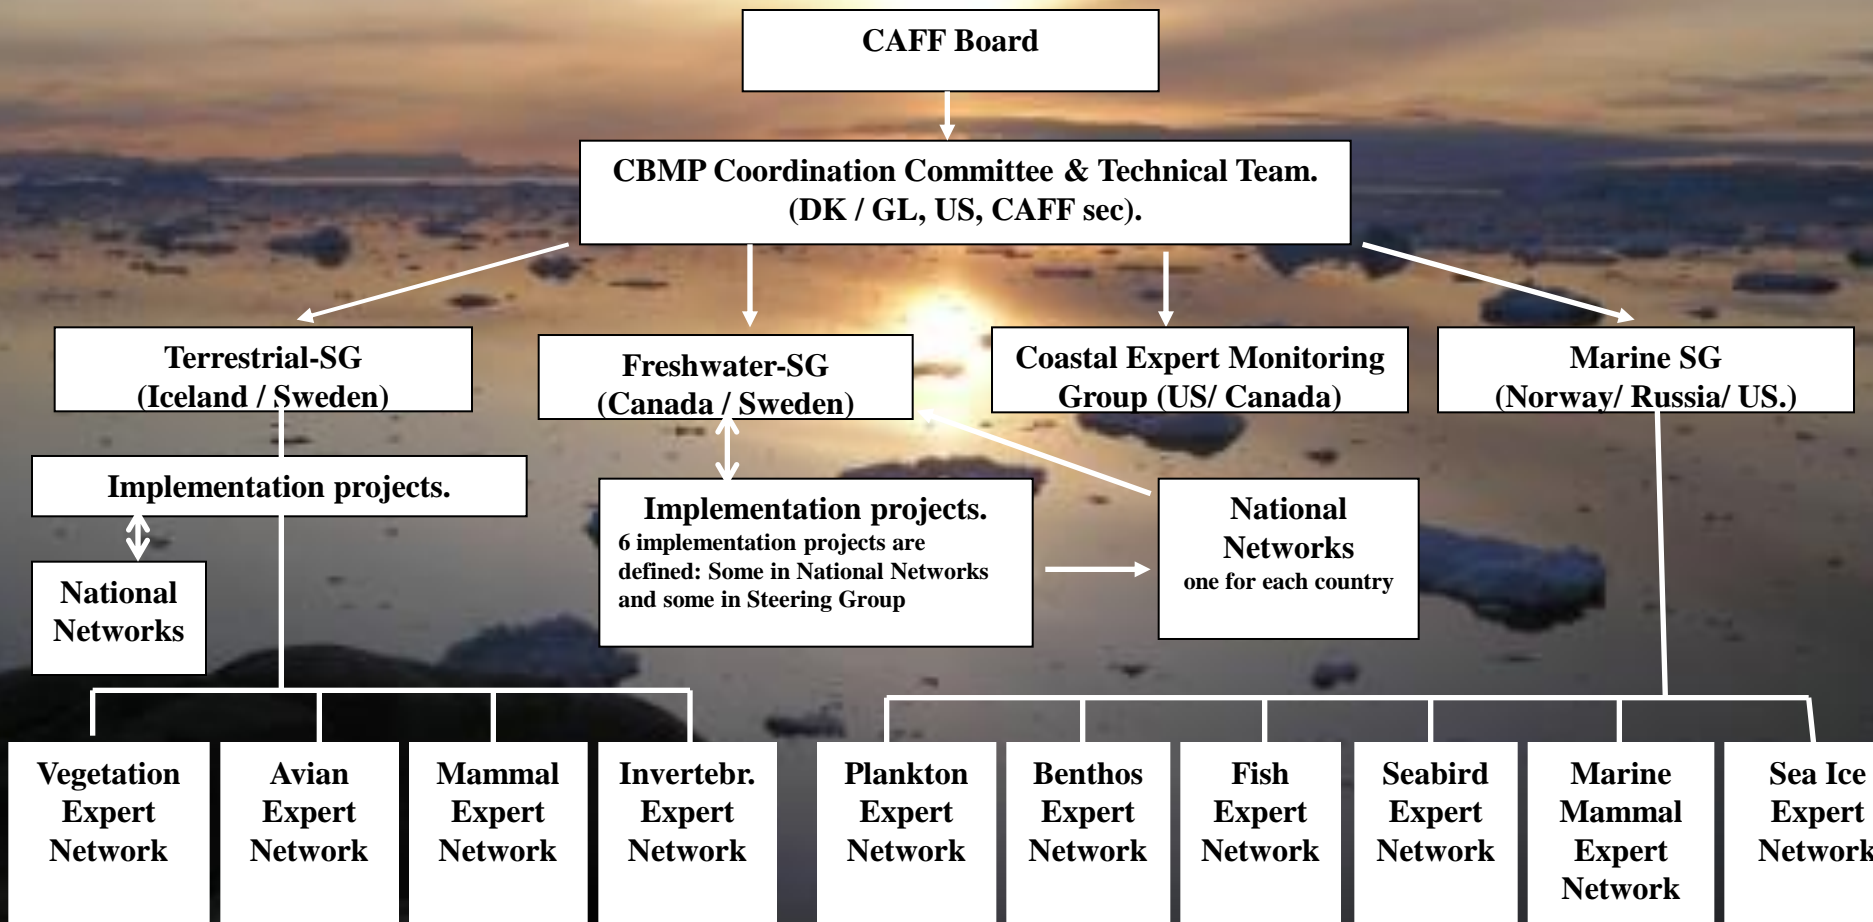 CAFF Board
CBMP Coordination Committee & Technical Team.
(DK / GL, US, CAFF sec).
Terrestrial-SG
(Iceland / Sweden)
Freshwater-SG
(Canada / Sweden)
Coastal Expert Monitoring
Group (US/ Canada)
Marine SG
(Norway/ Russia/ US.)
Implementation projects.
National
Networks
Implementation projects.
6 implementation projects are
defined: Some in National Networks
and some in Steering Group
National
Networks
one for each country
Vegetation
Expert
Network
Avian
Expert
Network
Mammal
Expert
Network
Invertebr.
Expert
Network
Plankton
Expert
Network
Benthos
Expert
Network
Fish
Expert
Network
Seabird
Expert
Network
Marine
Mammal
Expert
Network
Sea Ice
Expert
Network